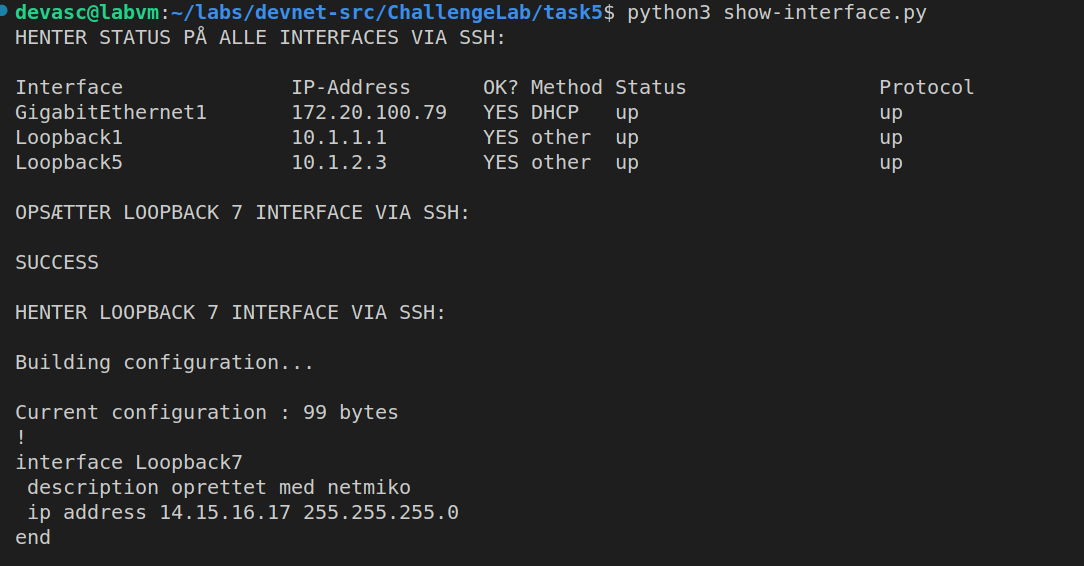 devasc@labvm:~/labs/devnet-src/ChallengeLab/task5$ python3 show-interface.py
HENTER STATUS PÅ ALLE INTERFACES VIA SSH:
Interface              IP-Address      OK? Method Status                Protocol
GigabitEthernet1       172.20.100.79   YES DHCP   up                    up
Loopback1              10.1.1.1        YES other  up                    up
Loopback5              10.1.2.3        YES other  up                    up
OPSÆTTER LOOPBACK 7 INTERFACE VIA SSH:
SUCCESS
HENTER LOOPBACK 7 INTERFACE VIA SSH:
Building configuration...
Current configuration : 99 bytes
!
interface Loopback7
 description oprettet med netmiko
 ip address 14.15.16.17 255.255.255.0
end